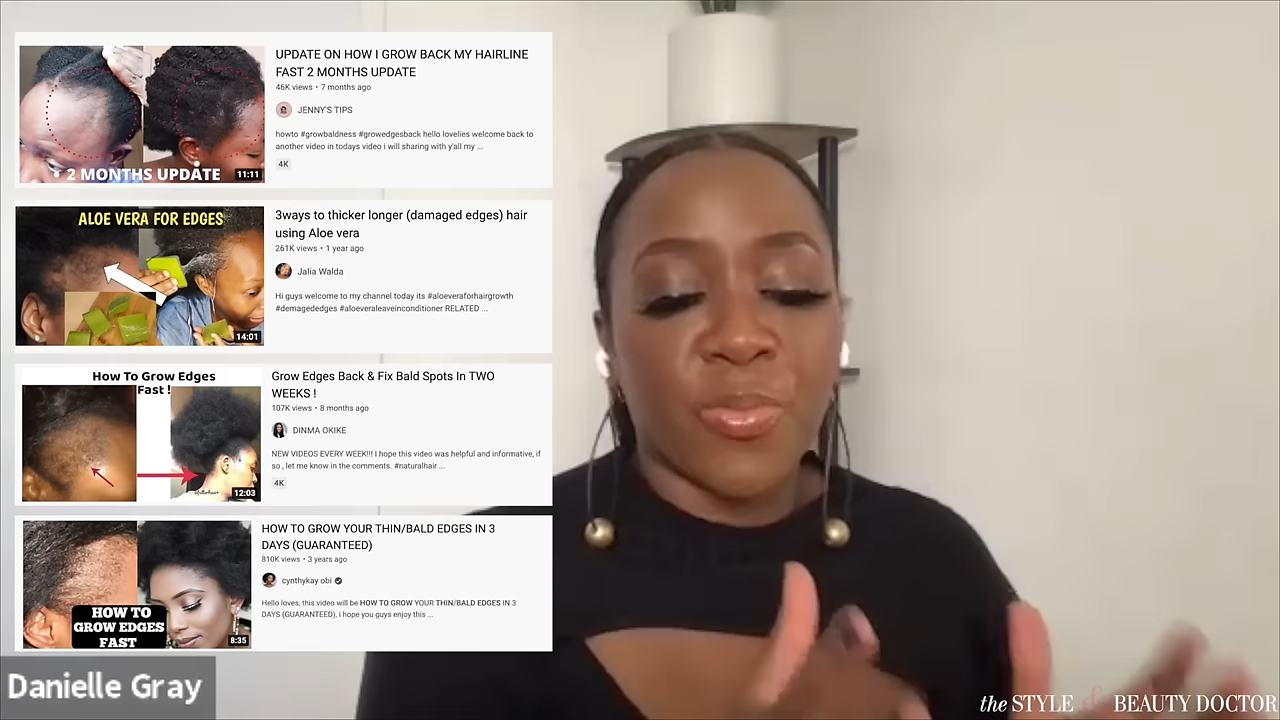 UPDATE ON HOW I GROW BACK MY HAIRLINE
FAST 2 MONTHS UPDATE
46K views • 7 months ago
JENNY'S TIPS
howto #growbaldness #growedgesback hello lovelies welcome back to
another video in todays video i will sharing with y'all my ...
4K
2 MONTHS UPDATE
11:11
ALOE VERA FOR EDGES
14:01
3ways to thicker longer (damaged edges) hair
using Aloe vera
261K views • 1 year ago
Jalia Walda
Hi guys welcome to my channel today its #aloeveraforhairgrowth
#demagededges #aloeveraleaveinconditioner RELATED ...
How To Grow Edges
Fast !
12:03
Grow Edges Back & Fix Bald Spots In TWO
WEEKS !
107K views • 8 months ago
DINMA OKIKE
NEW VIDEOS EVERY WEEK!!! I hope this video was helpful and informative, if
so , let me know in the comments. #naturalhair ...
4K
HOW TO
GROW EDGES
FAST
8:35
HOW TO GROW YOUR THIN/BALD EDGES IN 3
DAYS (GUARANTEED)
810K views • 3 years ago
cynthykay obi
Hello loves, this video will be HOW TO GROW YOUR THIN/BALD EDGES IN 3
DAYS (GUARANTEED), i hope you guys enjoy this ...
Danielle Gray
the STYLE & BEAUTY DOCTOR